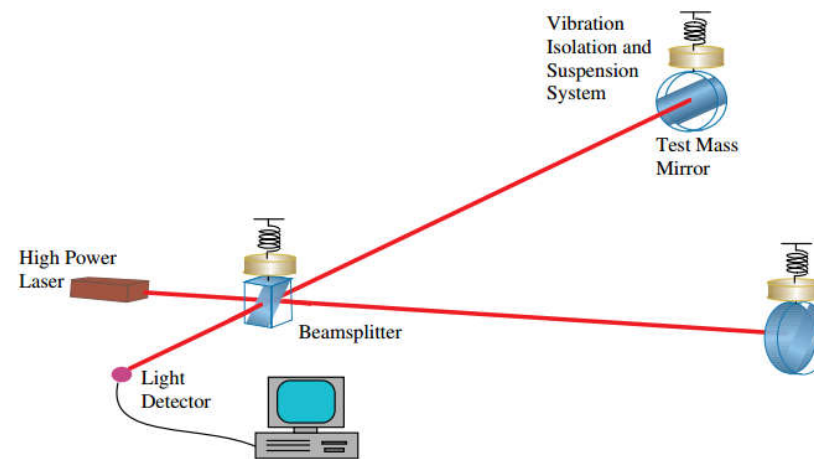 Vibration
Isolation and
Suspension
System
Test Mass
Mirror
High Power
Laser
Beamsplitter
Light
Detector